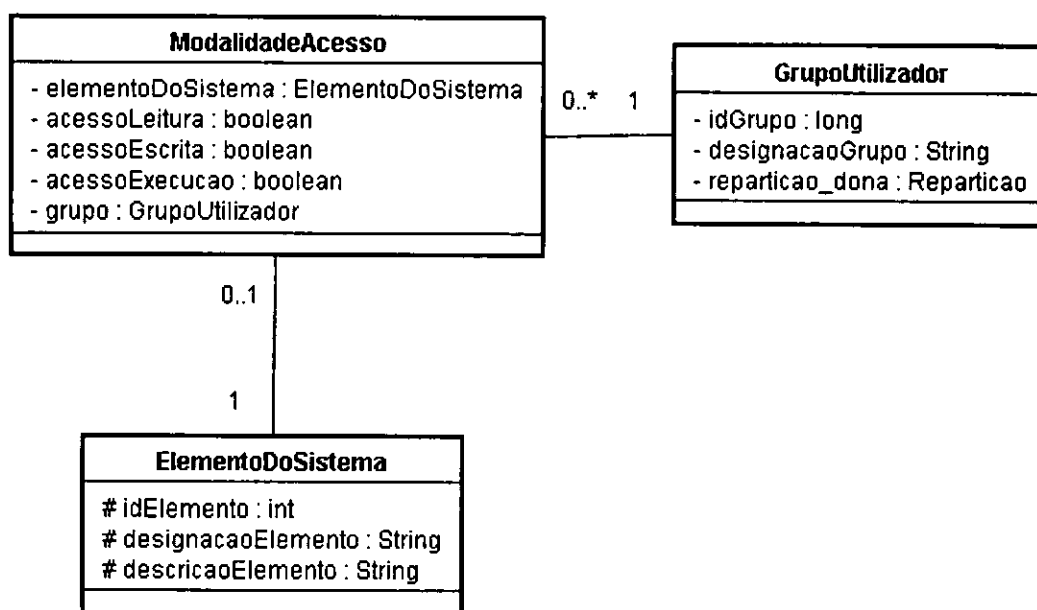 ModalidadeAcesso
- elementoDoSistema : ElementoDoSistema
- acessoLeitura : boolean
- acessoEscrita : boolean
- acessoExecucao : boolean
- grupo : GrupoUtilizador
0..* 1
GrupoUtilizador
- idGrupo : long
- designacaoGrupo : String
- reparticao_dona : Reparticao
0..1
1
ElementoDoSistema
# idElemento : int
# designacaoElemento : String
# descricaoElemento : String